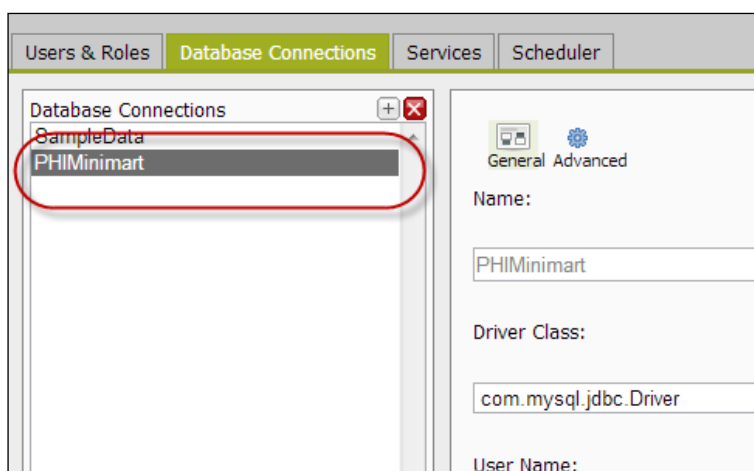 Users & Roles
Database Connections
Services
Scheduler
Database Connections
SampleData
PHIMinimart
General
Advanced
Name:
PHIMinimart
Driver Class:
com.mysql.jdbc.Driver
User Name: